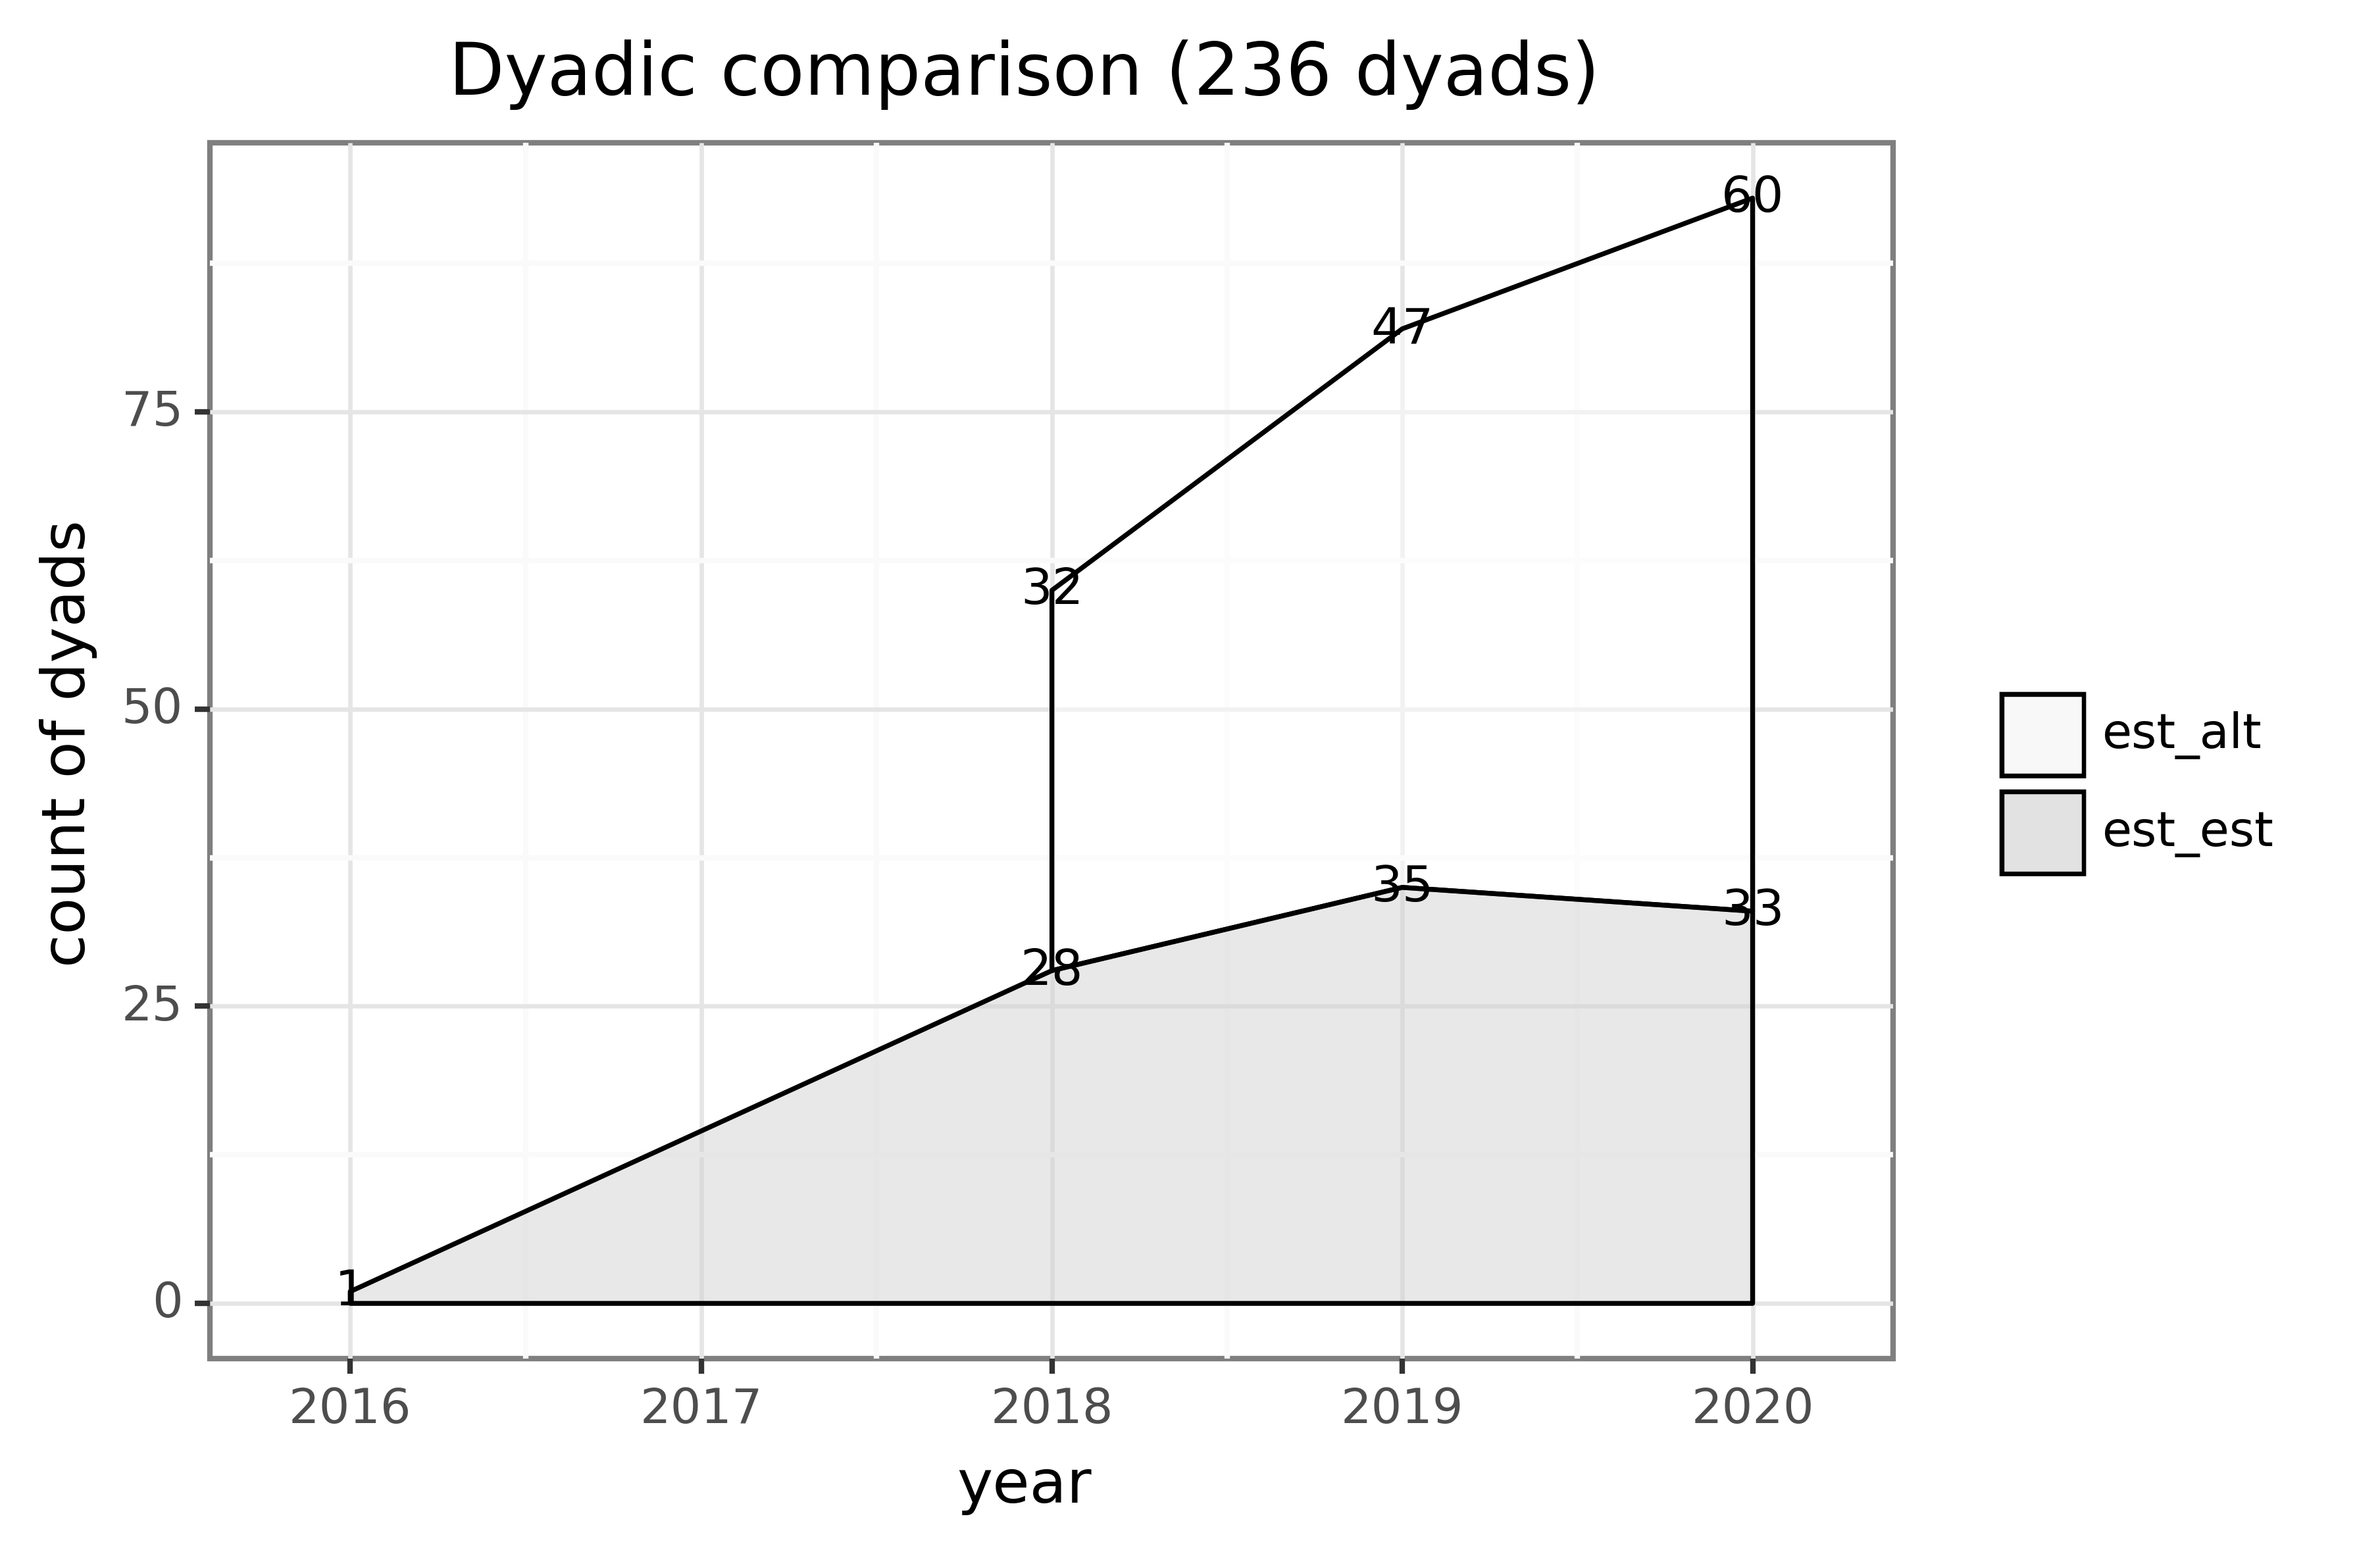 Dyadic comparison (236 dyads)
count of dyads
75
50
25
0
60
47
32
35
33
28
1
2016 2017 2018 2019 2020
year
est_alt
est_est